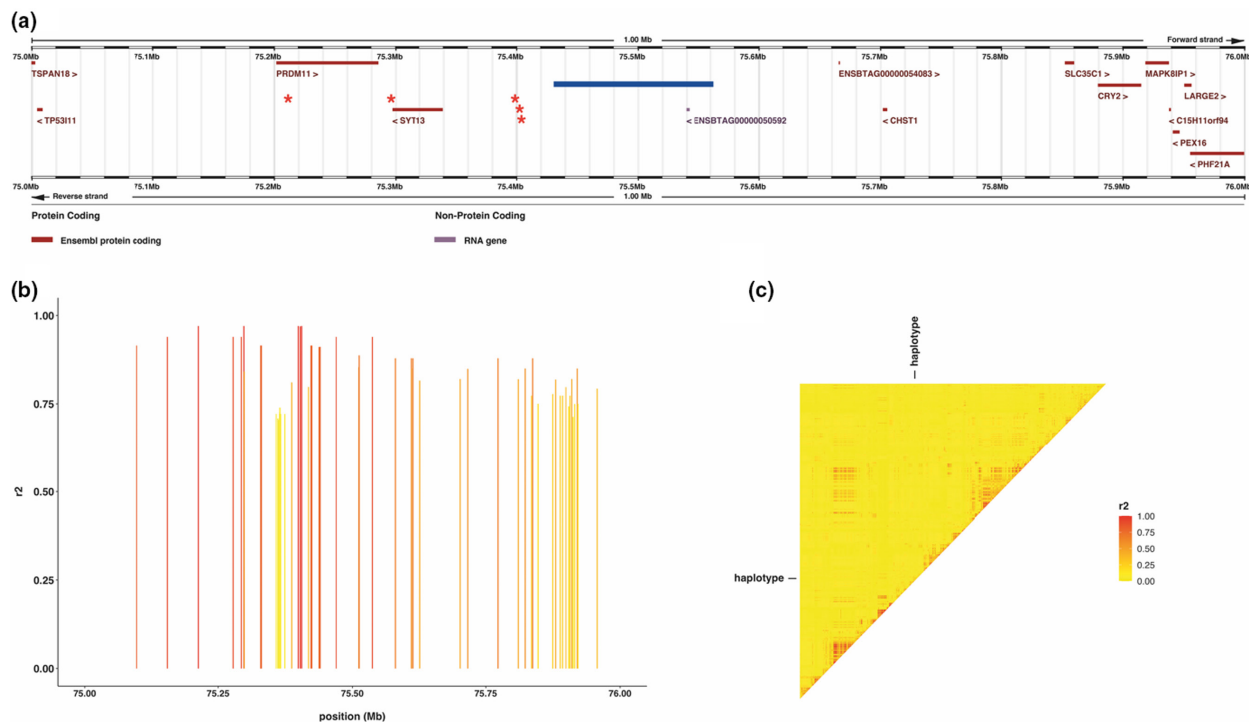 (a)
1.00 Mb
Forward strand
75.0Mb 75.1Mb 75.2Mb 75.3Mb 75.4Mb 75.5Mb 75.6Mb 75.7Mb 75.8Mb 75.9Mb 76.0Mb
TSPAN18 > PRDM11 > ENSBTAG00000054083 > SLC35C1 > MAPK8IP1 >
CRY2 > LARGE2 >
* *
*
*
< TP53I11 < SYT13 < ENSBTAG00000050592 < CHST1 < C15H11orf94
< PEX16
< PHF21A
75.0Mb 75.1Mb 75.2Mb 75.3Mb 75.4Mb 75.5Mb 75.6Mb 75.7Mb 75.8Mb 75.9Mb 76.0Mb
Reverse strand 1.00 Mb
Protein Coding Non-Protein Coding
Ensembl protein coding RNA gene
(b)
1.00
0.75
0.50
0.25
0.00
r2
75.00 75.25 75.50 75.75 76.00
position (Mb)
(c)
haplotype
haplotype
r2
1.00
0.75
0.50
0.25
0.00